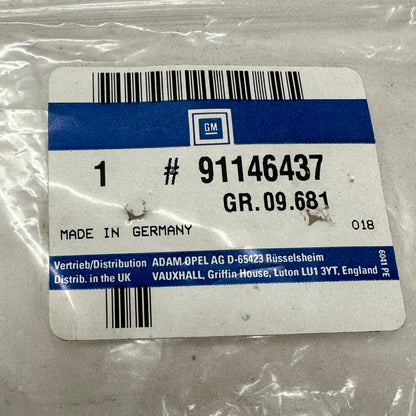 GM
1 # 91146437
GR.09.681
MADE IN GERMANY 018
Vertrieb/Distribution ADAM OPEL AG D-65423 Rüsselsheim
Distrib. in the UK VAUXHALL, Griffin House, Luton LU1 3YT, England
6041 PE